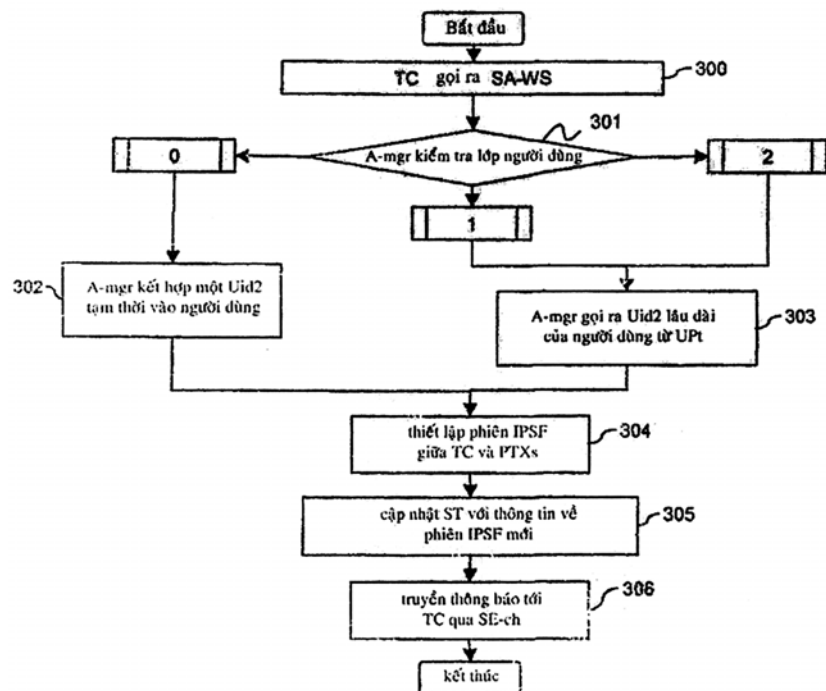 Bất đầu
TC gọi ra SA-WS
300
301
A-mgr kiểm tra lớp người dùng
0
2
1
302
A-mgr kết hợp một Uid2
tạm thời vào người dùng
A-mgr gọi ra Uid2 lâu dài
của người dùng từ UPt
303
thiết lập phiên IPSF
giữa TC và PTXs
304
cập nhật ST với thông tin về
phiên IPSF mới
305
truyền thông báo tới
TC qua SE-ch
306
kết thúc